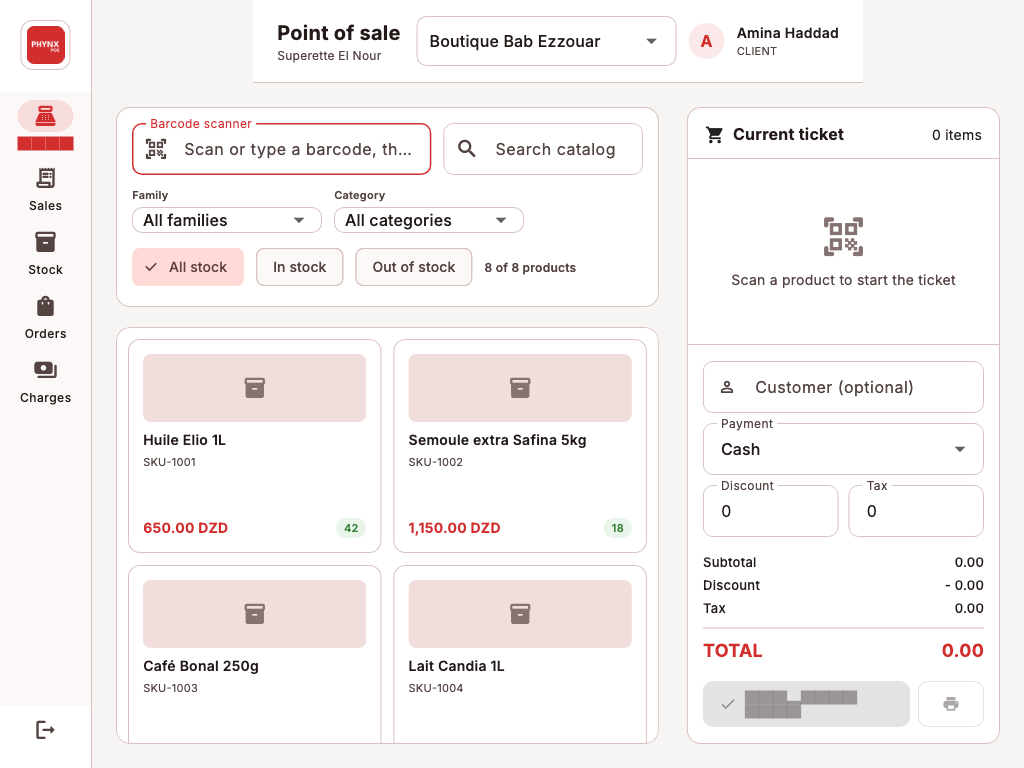 PHYNX
POS
Point of sale
Superette El Nour
Boutique Bab Ezzouar
A
Amina Haddad
CLIENT
Sales
Stock
Orders
Charges
Barcode scanner
Scan or type a barcode, th...
Search catalog
Family
All families
Category
All categories
All stock
In stock
Out of stock
8 of 8 products
Huile Elio 1L
SKU-1001
650.00 DZD
42
Semoule extra Safina 5kg
SKU-1002
1,150.00 DZD
18
Café Bonal 250g
SKU-1003
Lait Candia 1L
SKU-1004
Current ticket
0 items
Scan a product to start the ticket
Customer (optional)
Payment
Cash
Discount
0
Tax
0
Subtotal
0.00
Discount
- 0.00
Tax
0.00
TOTAL
0.00